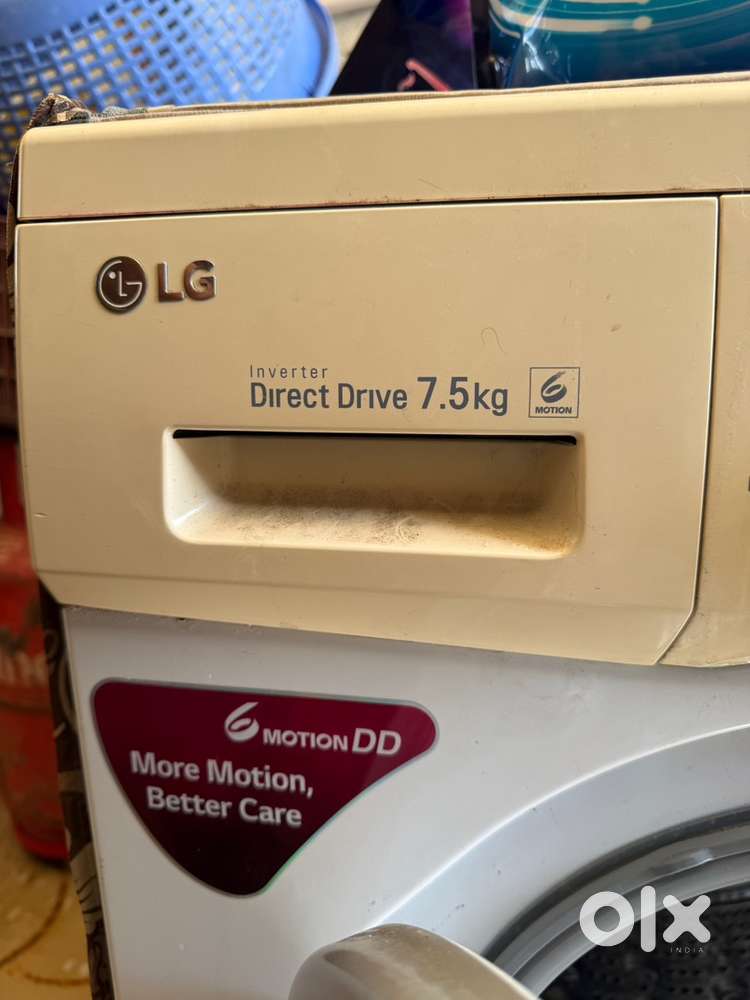 LG
Inverter
Direct Drive 7.5kg
6
MOTION
6 MOTION DD
More Motion,
Better Care
olx
INDIA